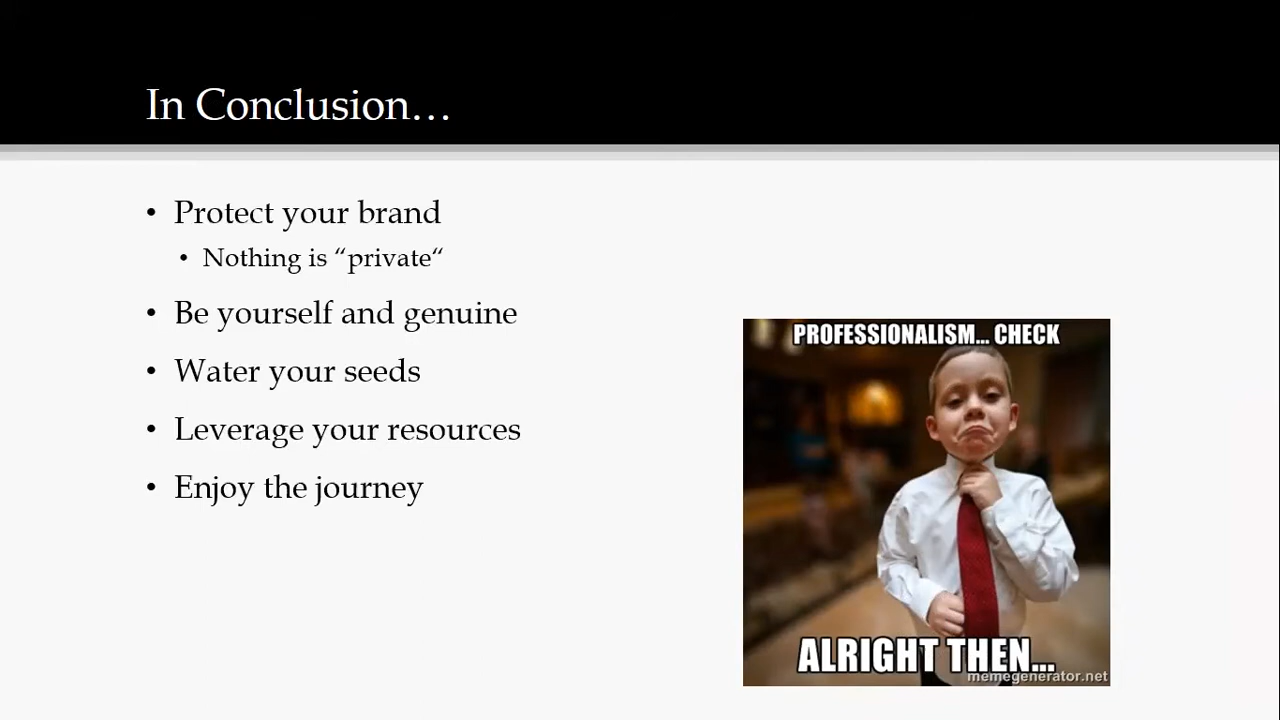 In Conclusion…
• Protect your brand
• Nothing is “private“
• Be yourself and genuine
• Water your seeds
• Leverage your resources
• Enjoy the journey
PROFESSIONALISM... CHECK
ALRIGHT THEN...
memegenerator.net